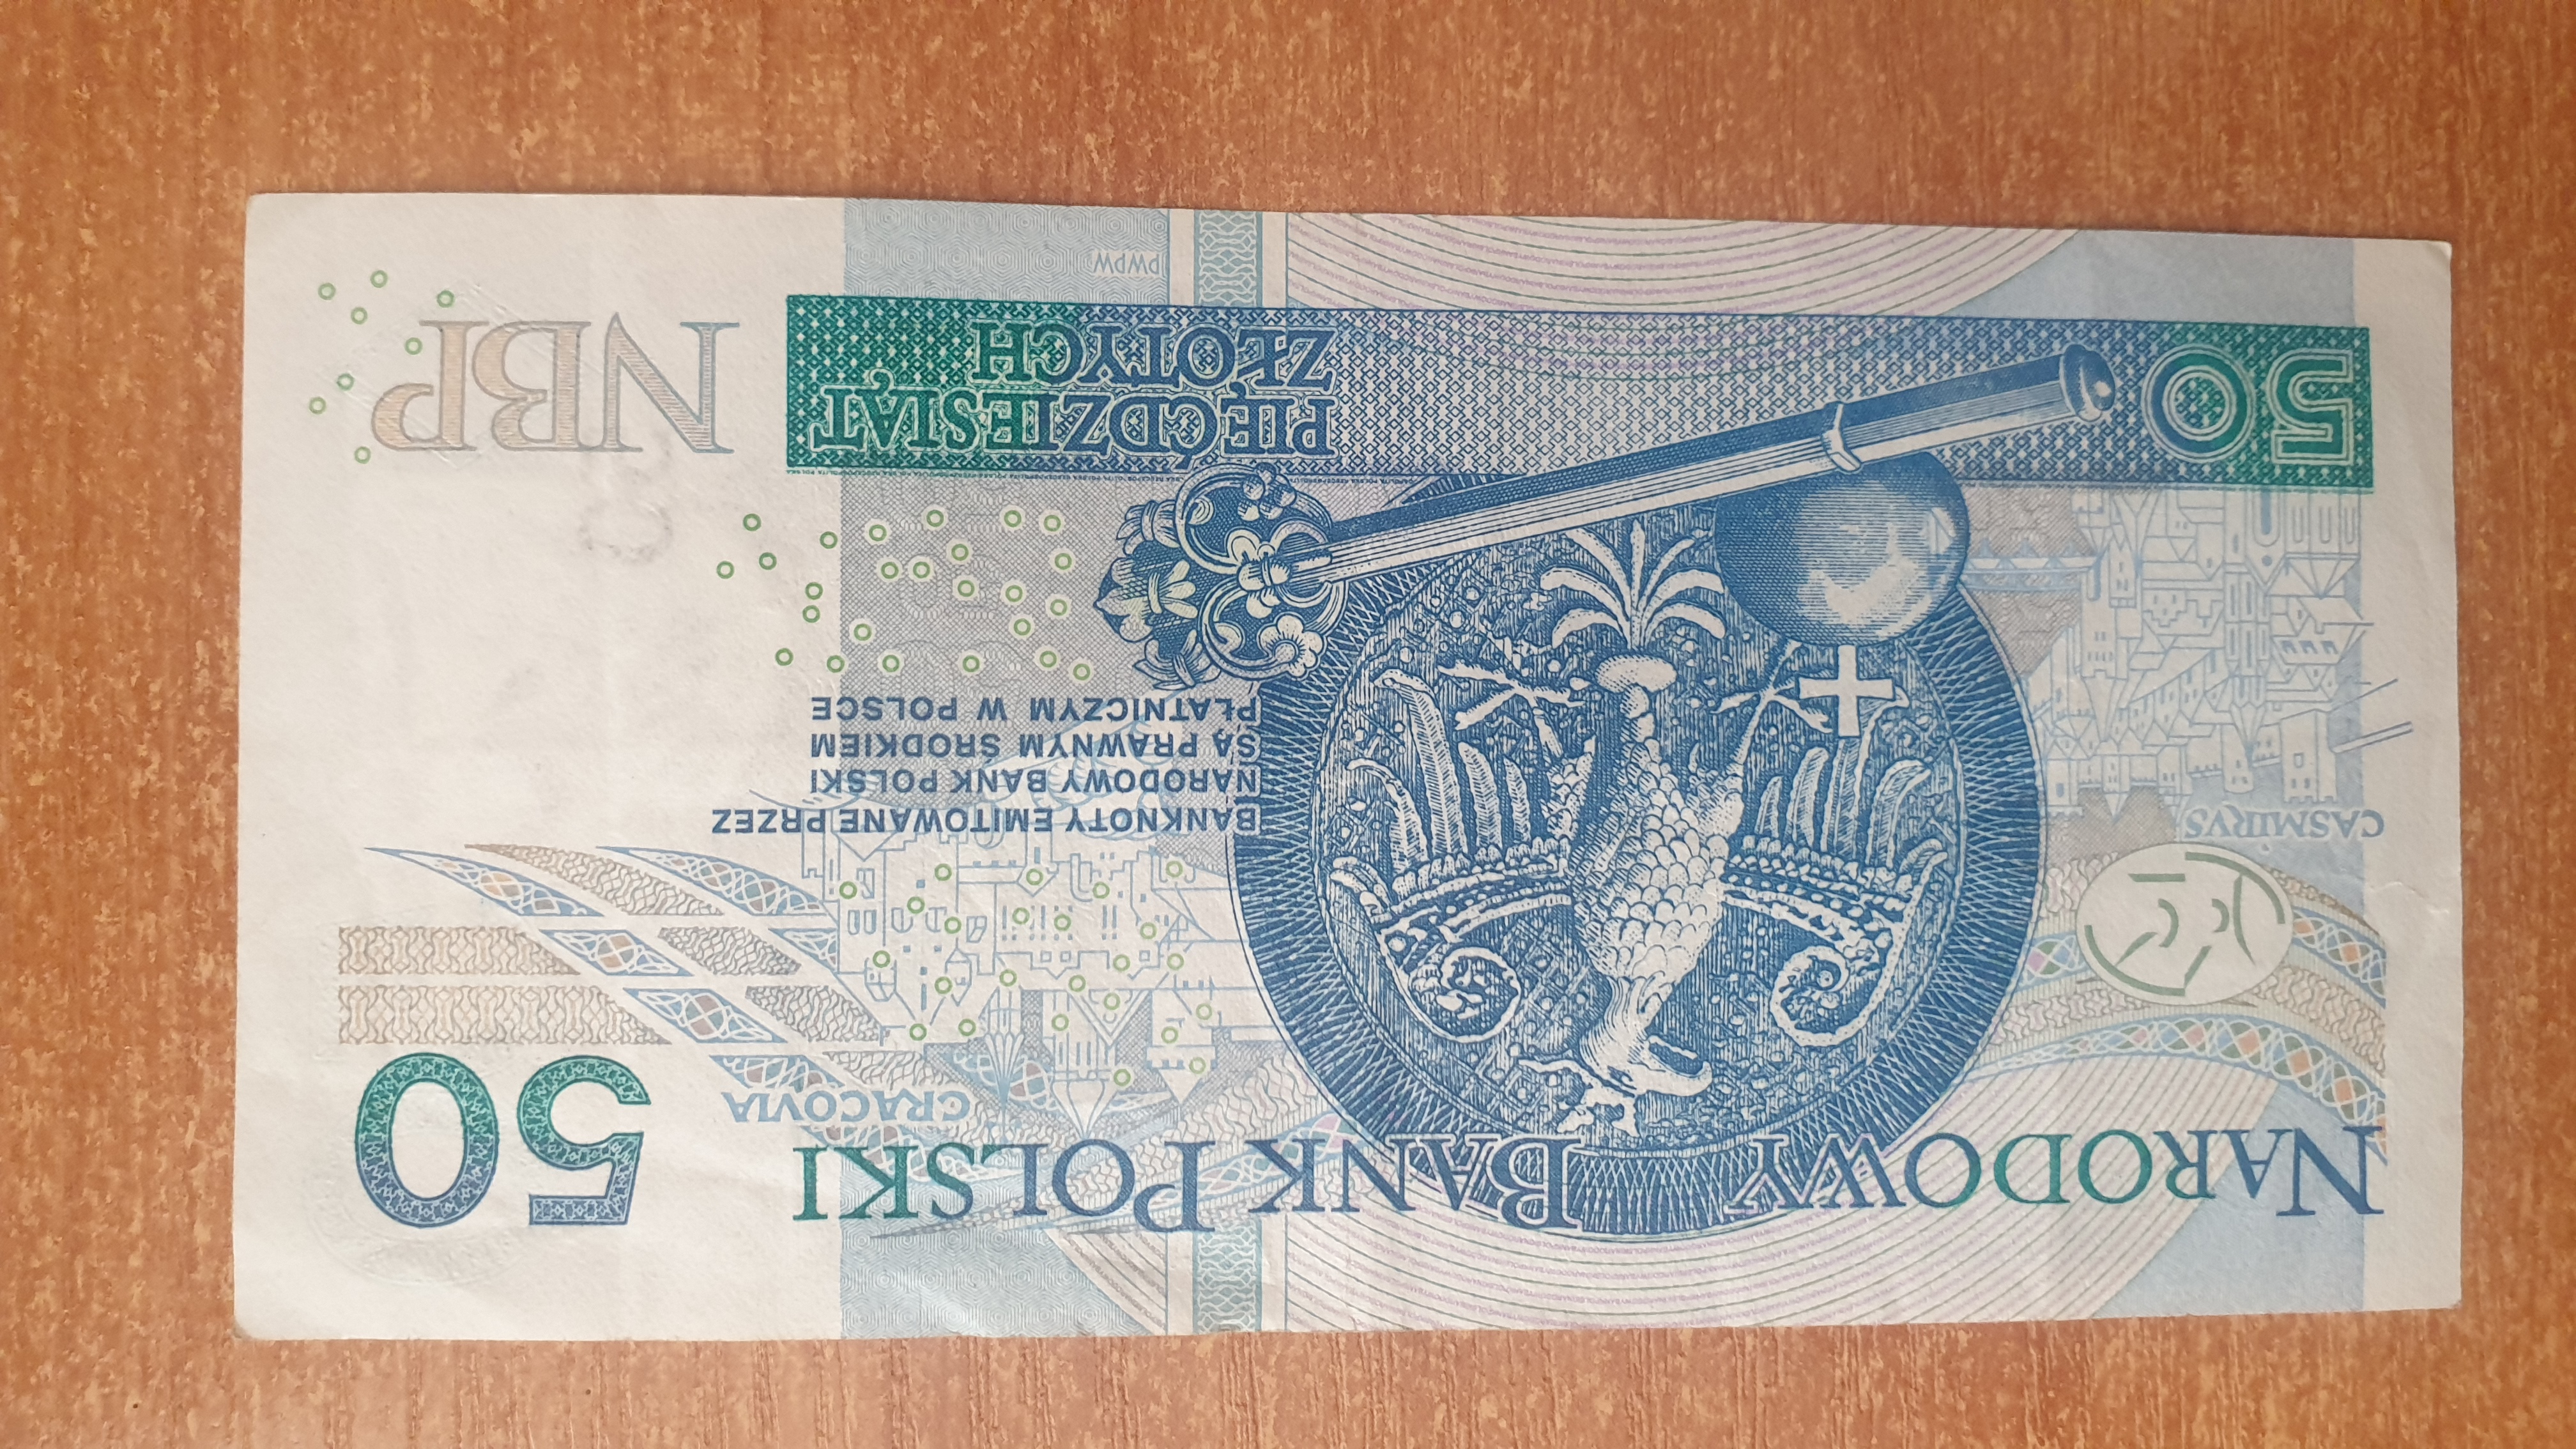 NARODOWY BANK POLSKI
50
CRACOVIA
BANKNOTY EMITOWANE PRZEZ
NARODOWY BANK POLSKI
SĄ PRAWNYM ŚRODKIEM
PŁATNICZYM W POLSCE
CASMIRVS
50
PIĘĆDZIESIĄT
ZŁOTYCH
NBP
PWPW